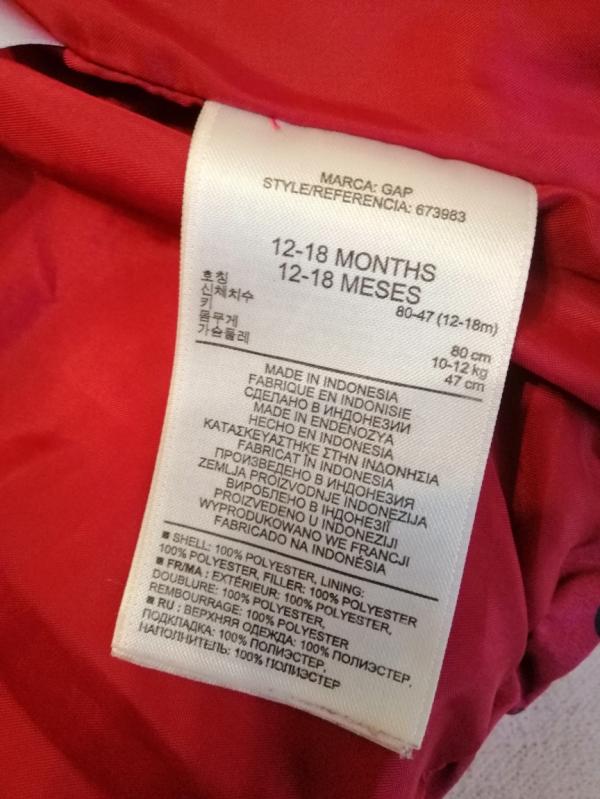 MARCA: GAP
STYLE/REFERENCIA: 673983
12-18 MONTHS
12-18 MESES
호칭 80-47 (12-18m)
신체치수
키 80 cm
몸무게 10-12 kg
가슴둘레 47 cm
MADE IN INDONESIA
FABRIQUE EN INDONISIE
СДЕЛАНО В ИНДОНЕЗИИ
MADE IN ENDENOZYA
HECHO EN INDONESIA
ΚΑΤΑΣΚΕΥΑΣΤΗΚΕ ΣΤΗΝ ΙΝΔΟΝΗΣΙΑ
FABRICAT ÎN INDONESIA
ПРОИЗВЕДЕНО В ИНДОНЕЗИЯ
ZEMLJA PROIZVODNJE INDONEZIJA
ВИРОБЛЕНО В ІНДОНЕЗІЇ
PROIZVEDENO U INDONEZIJI
WYPRODUKOWANO WE FRANCJI
FABRICADO NA INDONÉSIA
■ SHELL: 100% POLYESTER, LINING:
100% POLYESTER, FILLER: 100% POLYESTER
■ FR/MA : EXTÉRIEUR: 100% POLYESTER,
DOUBLURE: 100% POLYESTER,
REMBOURRAGE: 100% POLYESTER
■ RU : ВЕРХНЯЯ ОДЕЖДА: 100% ПОЛИЭСТЕР,
ПОДКЛАДКА: 100% ПОЛИЭСТЕР,
НАПОЛНИТЕЛЬ: 100% ПОЛИЭСТЕР